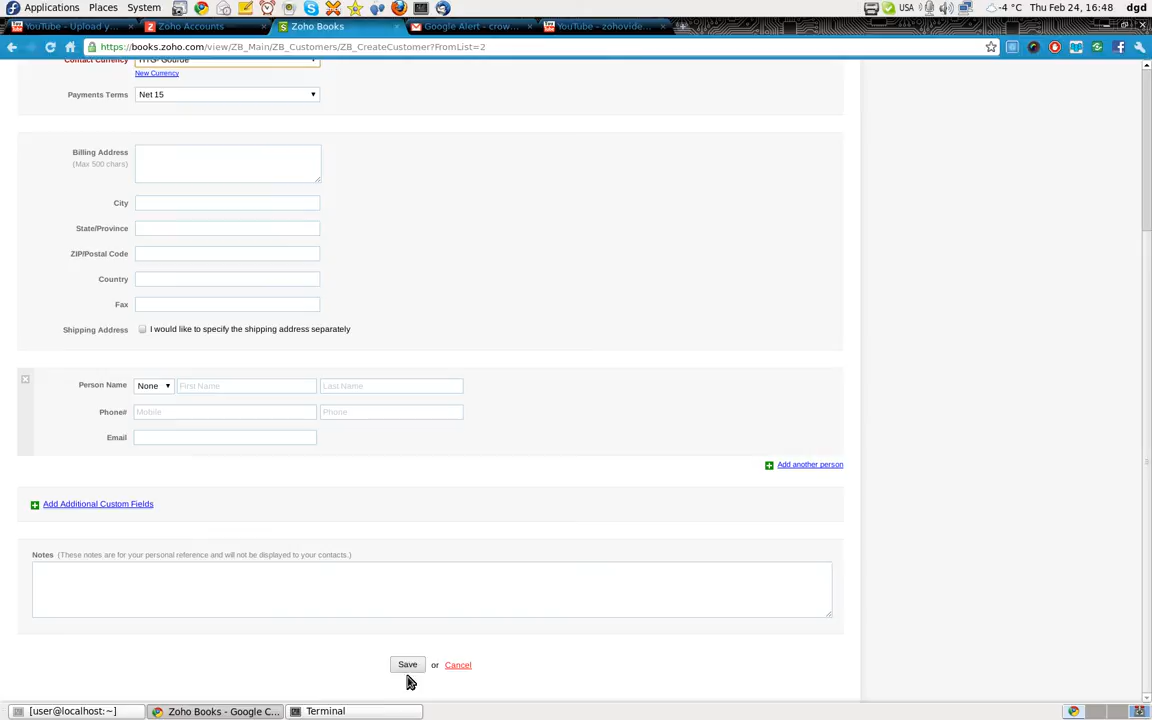 Applications Places System USA -4 °C Thu Feb 24, 16:48 dgd
YouTube - Upload y... Zoho Accounts Zoho Books Google Alert - crow... YouTube - zohovide...
https://books.zoho.com/view/ZB_Main/ZB_Customers/ZB_CreateCustomer?FromList=2
Contact Currency HTG- Gourde
New Currency
Payments Terms Net 15
Billing Address
(Max 500 chars)
City
State/Province
ZIP/Postal Code
Country
Fax
Shipping Address I would like to specify the shipping address separately
Person Name None First Name Last Name
Phone# Mobile Phone
Email
Add another person
Add Additional Custom Fields
Notes (These notes are for your personal reference and will not be displayed to your contacts.)
Save or Cancel
[user@localhost:~] Zoho Books - Google C... Terminal